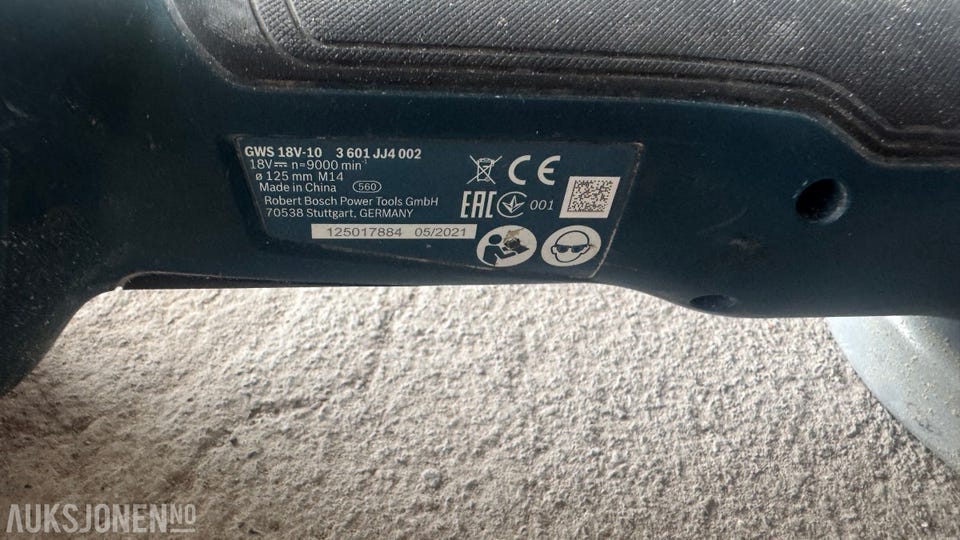 GWS 18V-10 3 601 JJ4 002
18V⎓ n=9000 min⁻¹
ø 125 mm M14
Made in China 560
Robert Bosch Power Tools GmbH
70538 Stuttgart, GERMANY
125017884 05/2021
CE
EAC 001
AUKSJONEN.NO